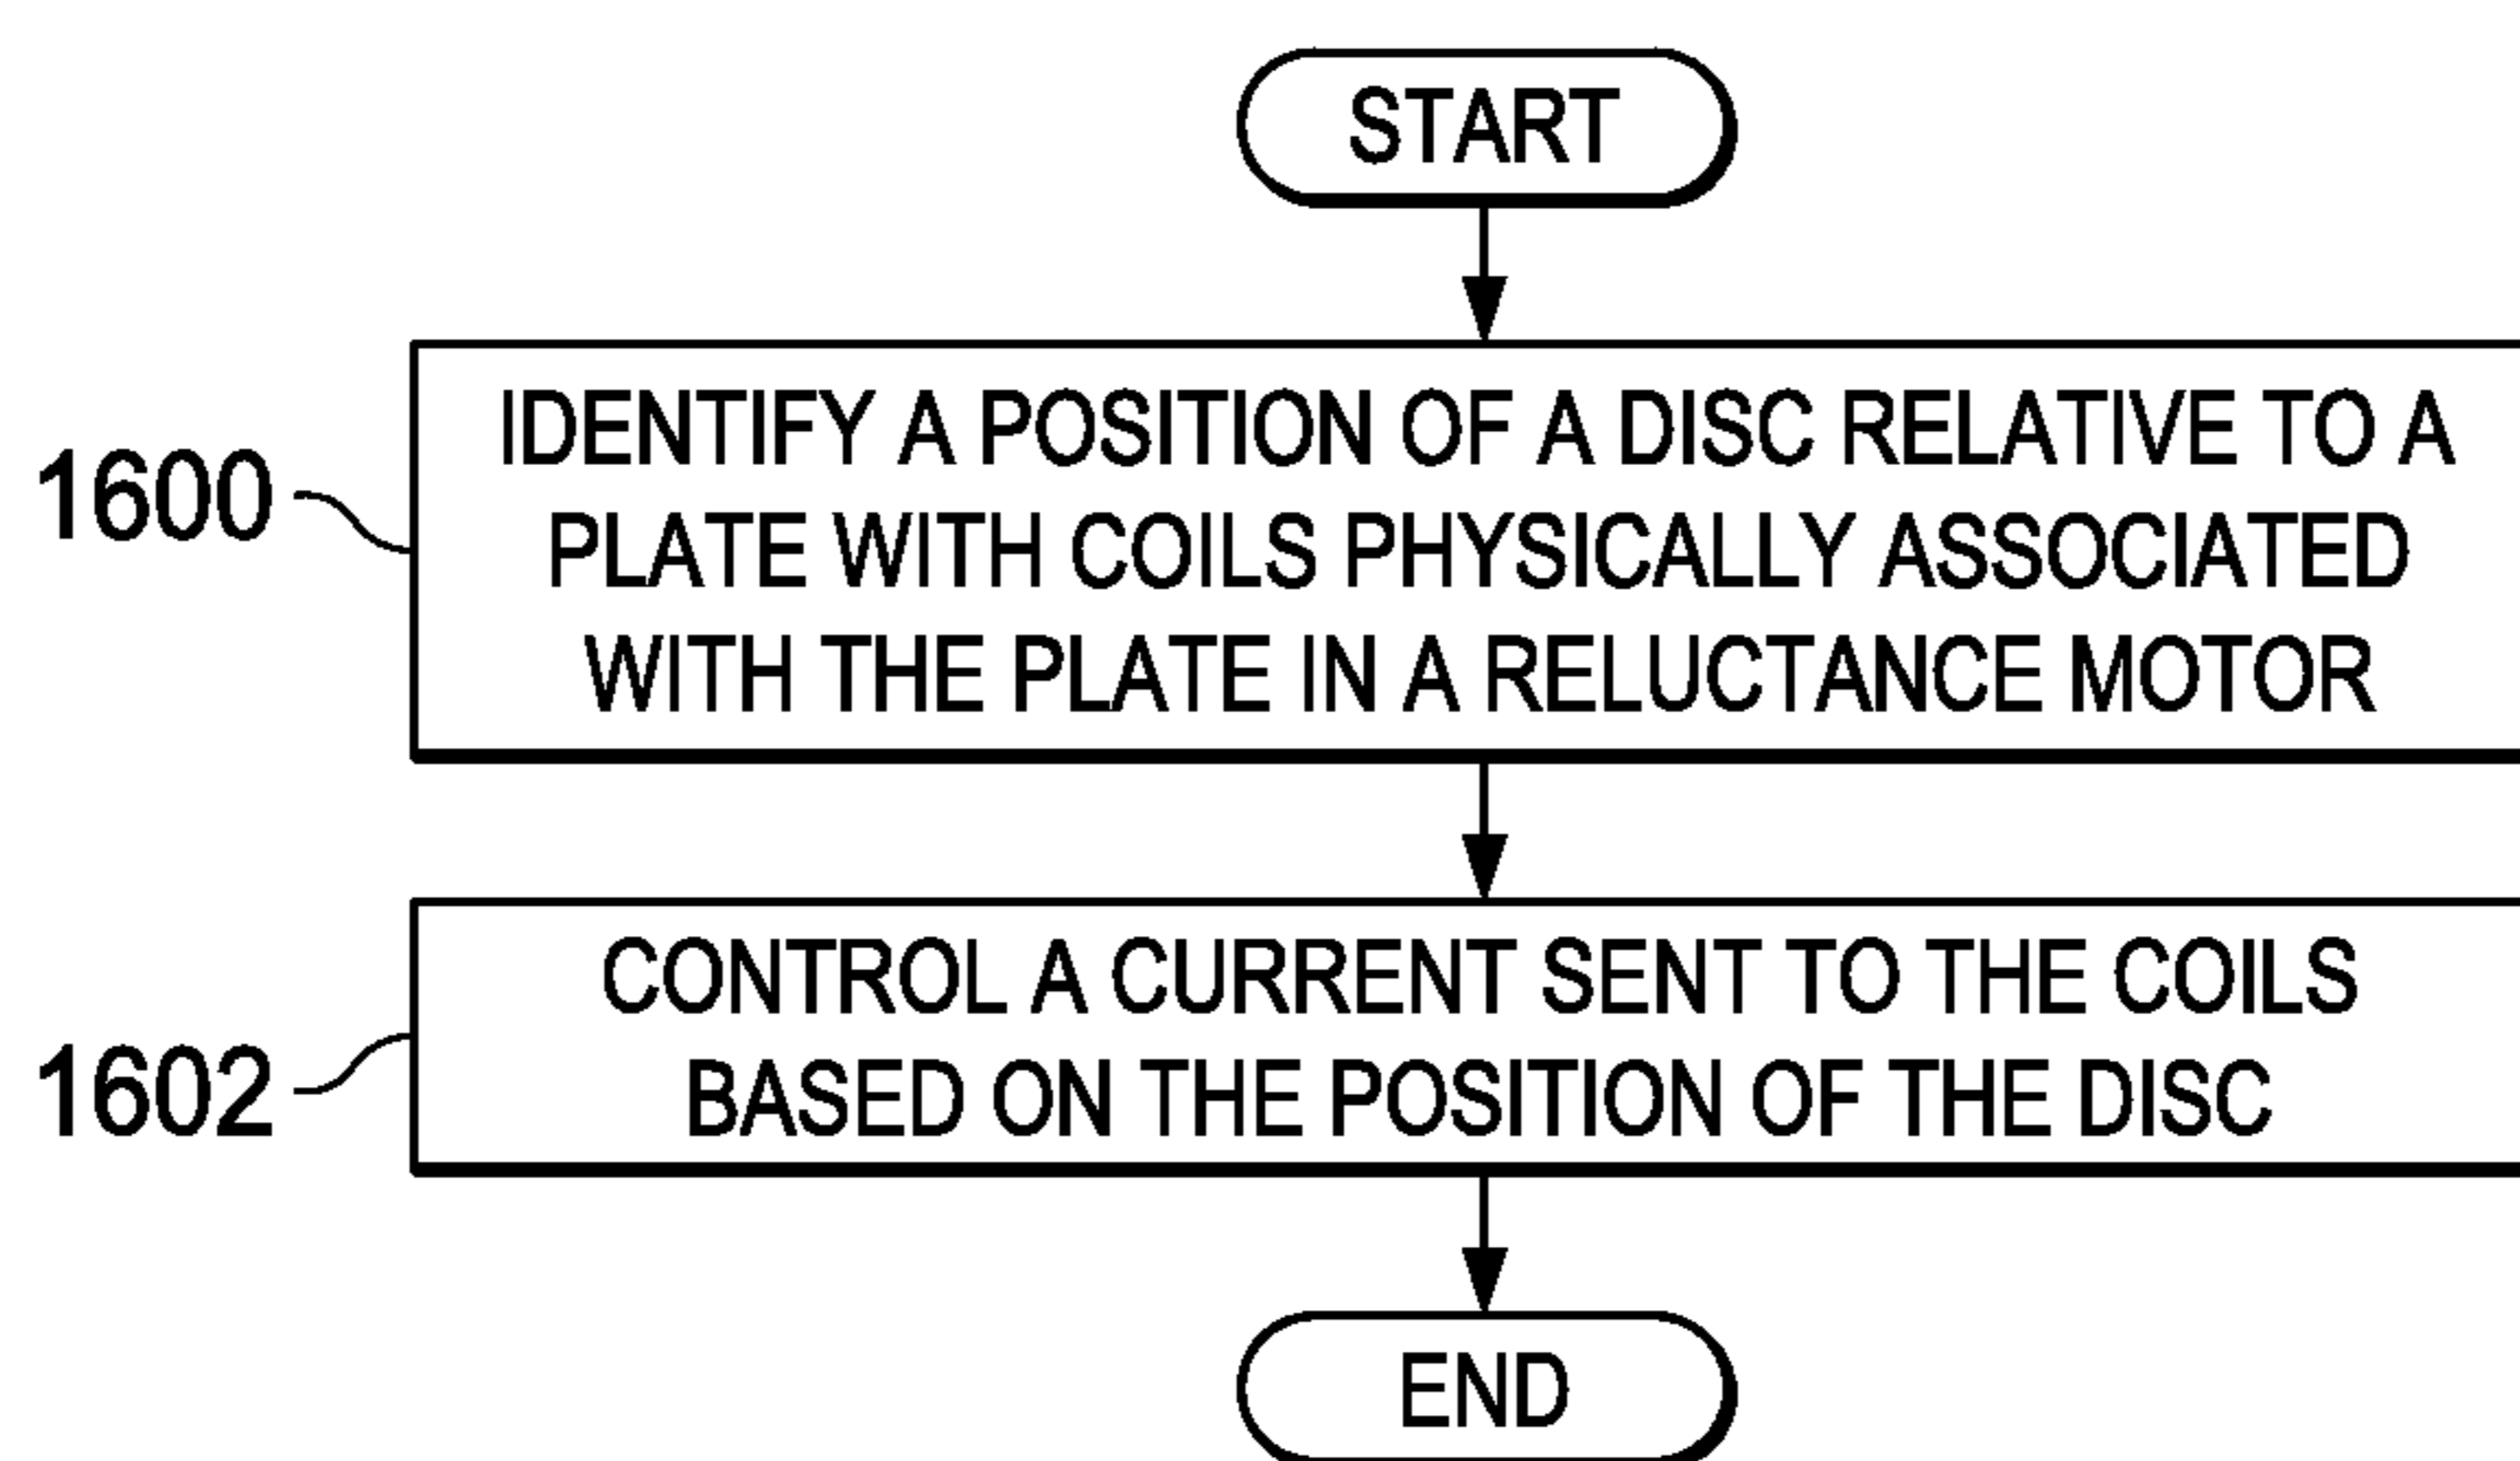 START
IDENTIFY A POSITION OF A DISC RELATIVE TO A
PLATE WITH COILS PHYSICALLY ASSOCIATED
WITH THE PLATE IN A RELUCTANCE MOTOR
1600
CONTROL A CURRENT SENT TO THE COILS
BASED ON THE POSITION OF THE DISC
1602
END